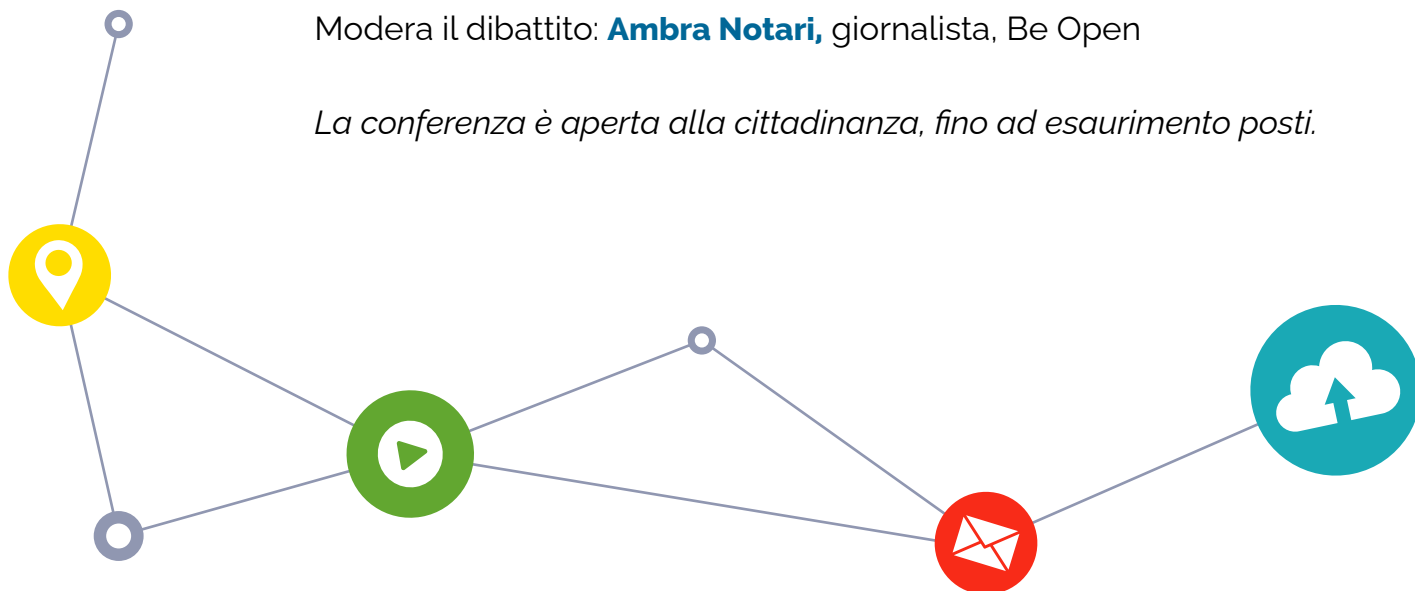 Modera il dibattito: Ambra Notari, giornalista, Be Open
La conferenza è aperta alla cittadinanza, fino ad esaurimento posti.